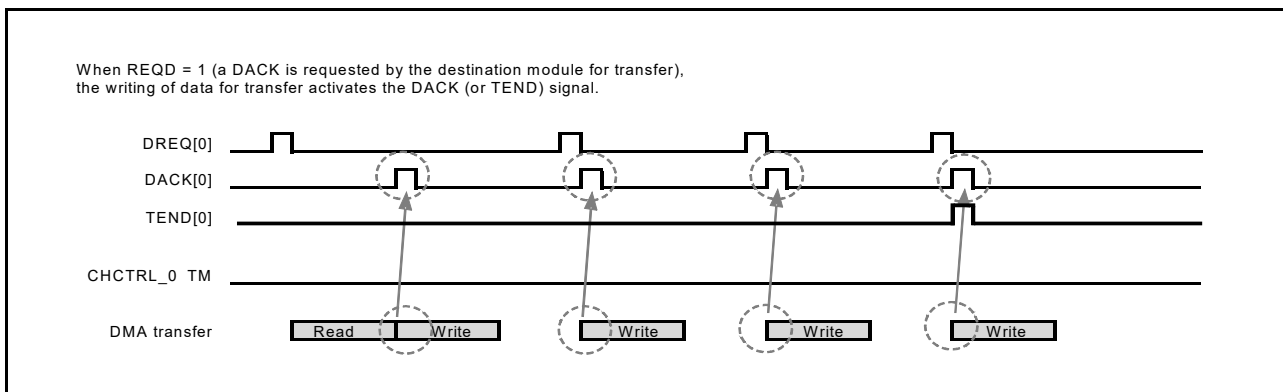 When REQD = 1 (a DACK is requested by the destination module for transfer),
the writing of data for transfer activates the DACK (or TEND) signal.
DREQ[0]
DACK[0]
TEND[0]
CHCTRL_0 TM
DMA transfer Read Write Write Write Write